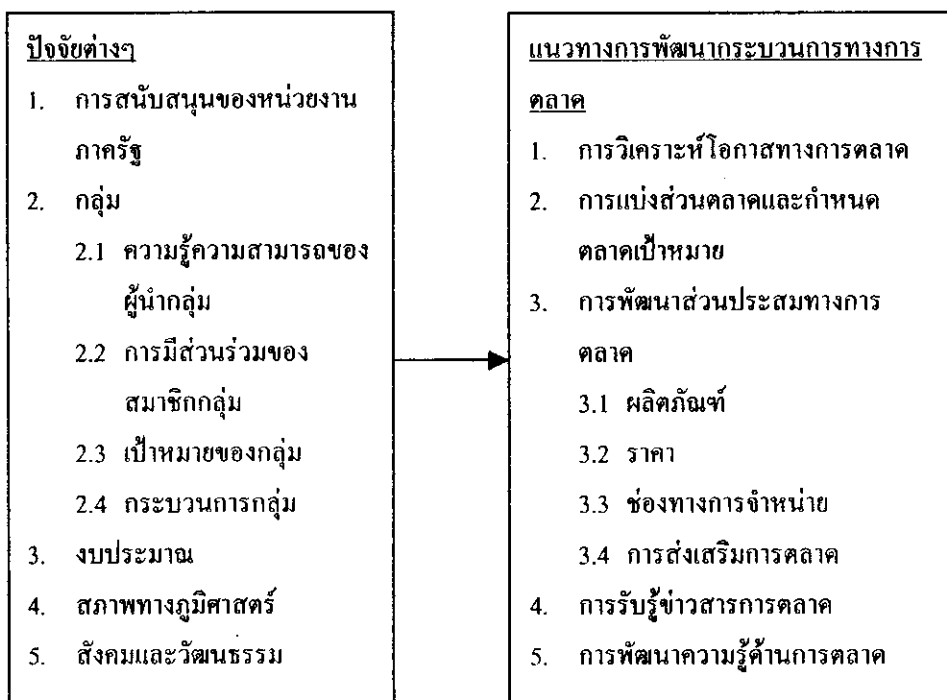 ปัจจัยต่างๆ
1. การสนับสนุนของหน่วยงาน
ภาครัฐ
2. กลุ่ม
2.1 ความรู้ความสามารถของ
ผู้นำกลุ่ม
2.2 การมีส่วนร่วมของ
สมาชิกกลุ่ม
2.3 เป้าหมายของกลุ่ม
2.4 กระบวนการกลุ่ม
3. งบประมาณ
4. สภาพทางภูมิศาสตร์
5. สังคมและวัฒนธรรม
แนวทางการพัฒนากระบวนการทางการ
ตลาด
1. การวิเคราะห์โอกาสทางการตลาด
2. การแบ่งส่วนตลาดและกำหนด
ตลาดเป้าหมาย
3. การพัฒนาส่วนประสมทางการ
ตลาด
3.1 ผลิตภัณฑ์
3.2 ราคา
3.3 ช่องทางการจำหน่าย
3.4 การส่งเสริมการตลาด
4. การรับรู้ข่าวสารการตลาด
5. การพัฒนาความรู้ด้านการตลาด